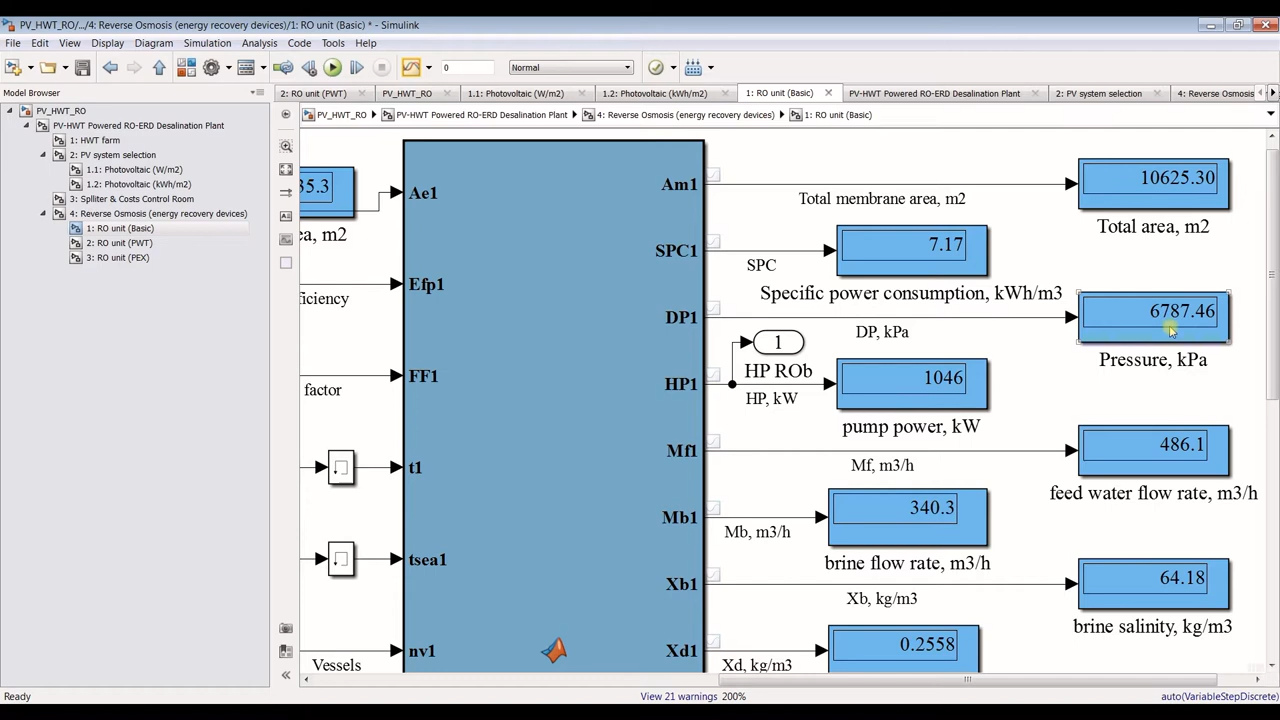 PV_HWT_RO/.../4: Reverse Osmosis (energy recovery devices)/1: RO unit (Basic) * - Simulink
File Edit View Display Diagram Simulation Analysis Code Tools Help
0 Normal
Model Browser
2: RO unit (PWT) PV_HWT_RO 1.1: Photovoltaic (W/m2) 1.2: Photovoltaic (kWh/m2) 1: RO unit (Basic) PV-HWT Powered RO-ERD Desalination Plant 2: PV system selection 4: Reverse Osmosis
PV_HWT_RO PV-HWT Powered RO-ERD Desalination Plant 4: Reverse Osmosis (energy recovery devices) 1: RO unit (Basic)
PV_HWT_RO
PV-HWT Powered RO-ERD Desalination Plant
1: HWT farm
2: PV system selection
1.1: Photovoltaic (W/m2)
1.2: Photovoltaic (kWh/m2)
3: Spliiter & Costs Control Room
4: Reverse Osmosis (energy recovery devices)
1: RO unit (Basic)
2: RO unit (PWT)
3: RO unit (PEX)
35.3
ea, m2
Ae1
ficiency
Efp1
factor
FF1
t1
tsea1
Vessels
nv1
Am1
Total membrane area, m2
10625.30
Total area, m2
SPC1
SPC
7.17
Specific power consumption, kWh/m3
DP1
DP, kPa
6787.46
Pressure, kPa
1
HP ROb
HP1
HP, kW
1046
pump power, kW
Mf1
Mf, m3/h
486.1
feed water flow rate, m3/h
Mb1
Mb, m3/h
340.3
brine flow rate, m3/h
Xb1
Xb, kg/m3
64.18
brine salinity, kg/m3
Xd1
Xd, kg/m3
0.2558
Ready View 21 warnings 200% auto(VariableStepDiscrete)